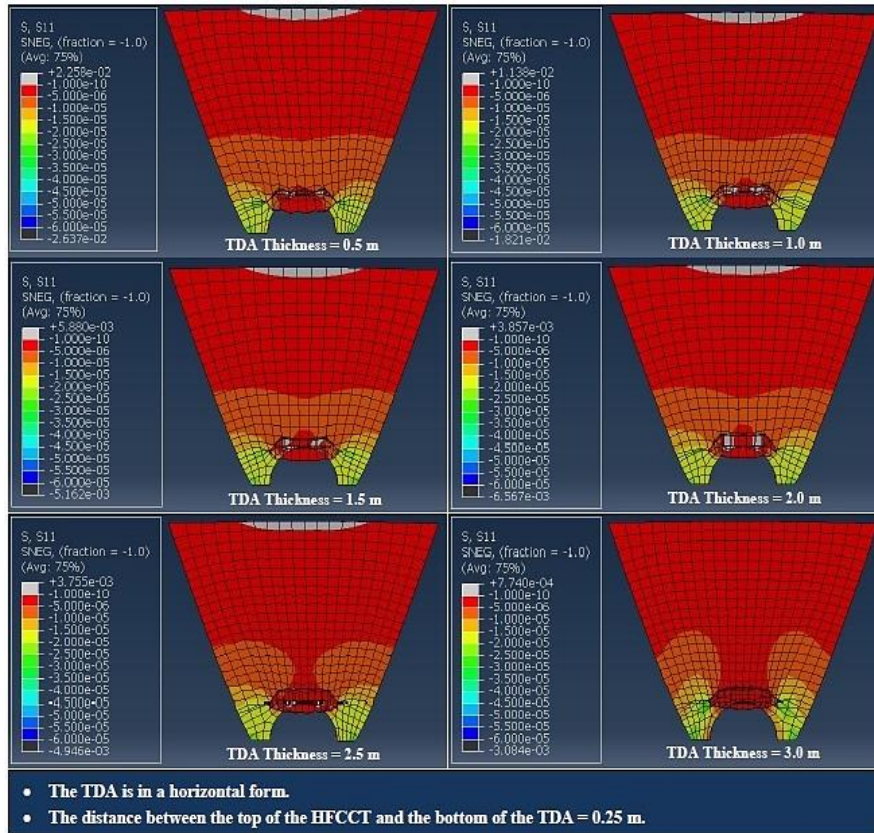 S, S11
SNEG, (fraction = -1.0)
(Avg: 75%)
+2.258e-02
-1.000e-10
-5.000e-06
-1.000e-05
-1.500e-05
-2.000e-05
-2.500e-05
-3.000e-05
-3.500e-05
-4.000e-05
-4.500e-05
-5.000e-05
-5.500e-05
-6.000e-05
-2.637e-02
TDA Thickness = 0.5 m
S, S11
SNEG, (fraction = -1.0)
(Avg: 75%)
+1.138e-02
-1.000e-10
-5.000e-06
-1.000e-05
-1.500e-05
-2.000e-05
-2.500e-05
-3.000e-05
-3.500e-05
-4.000e-05
-4.500e-05
-5.000e-05
-5.500e-05
-6.000e-05
-1.821e-02
TDA Thickness = 1.0 m
S, S11
SNEG, (fraction = -1.0)
(Avg: 75%)
+5.880e-03
-1.000e-10
-5.000e-06
-1.000e-05
-1.500e-05
-2.000e-05
-2.500e-05
-3.000e-05
-3.500e-05
-4.000e-05
-4.500e-05
-5.000e-05
-5.500e-05
-6.000e-05
-5.162e-03
TDA Thickness = 1.5 m
S, S11
SNEG, (fraction = -1.0)
(Avg: 75%)
+3.857e-03
-1.000e-10
-5.000e-06
-1.000e-05
-1.500e-05
-2.000e-05
-2.500e-05
-3.000e-05
-3.500e-05
-4.000e-05
-4.500e-05
-5.000e-05
-5.500e-05
-6.000e-05
-6.567e-03
TDA Thickness = 2.0 m
S, S11
SNEG, (fraction = -1.0)
(Avg: 75%)
+3.755e-03
-1.000e-10
-5.000e-06
-1.000e-05
-1.500e-05
-2.000e-05
-2.500e-05
-3.000e-05
-3.500e-05
-4.000e-05
-4.500e-05
-5.000e-05
-5.500e-05
-6.000e-05
-4.946e-03
TDA Thickness = 2.5 m
S, S11
SNEG, (fraction = -1.0)
(Avg: 75%)
+7.740e-04
-1.000e-10
-5.000e-06
-1.000e-05
-1.500e-05
-2.000e-05
-2.500e-05
-3.000e-05
-3.500e-05
-4.000e-05
-4.500e-05
-5.000e-05
-5.500e-05
-6.000e-05
-3.084e-03
TDA Thickness = 3.0 m
• The TDA is in a horizontal form.
• The distance between the top of the HFCCT and the bottom of the TDA = 0.25 m.